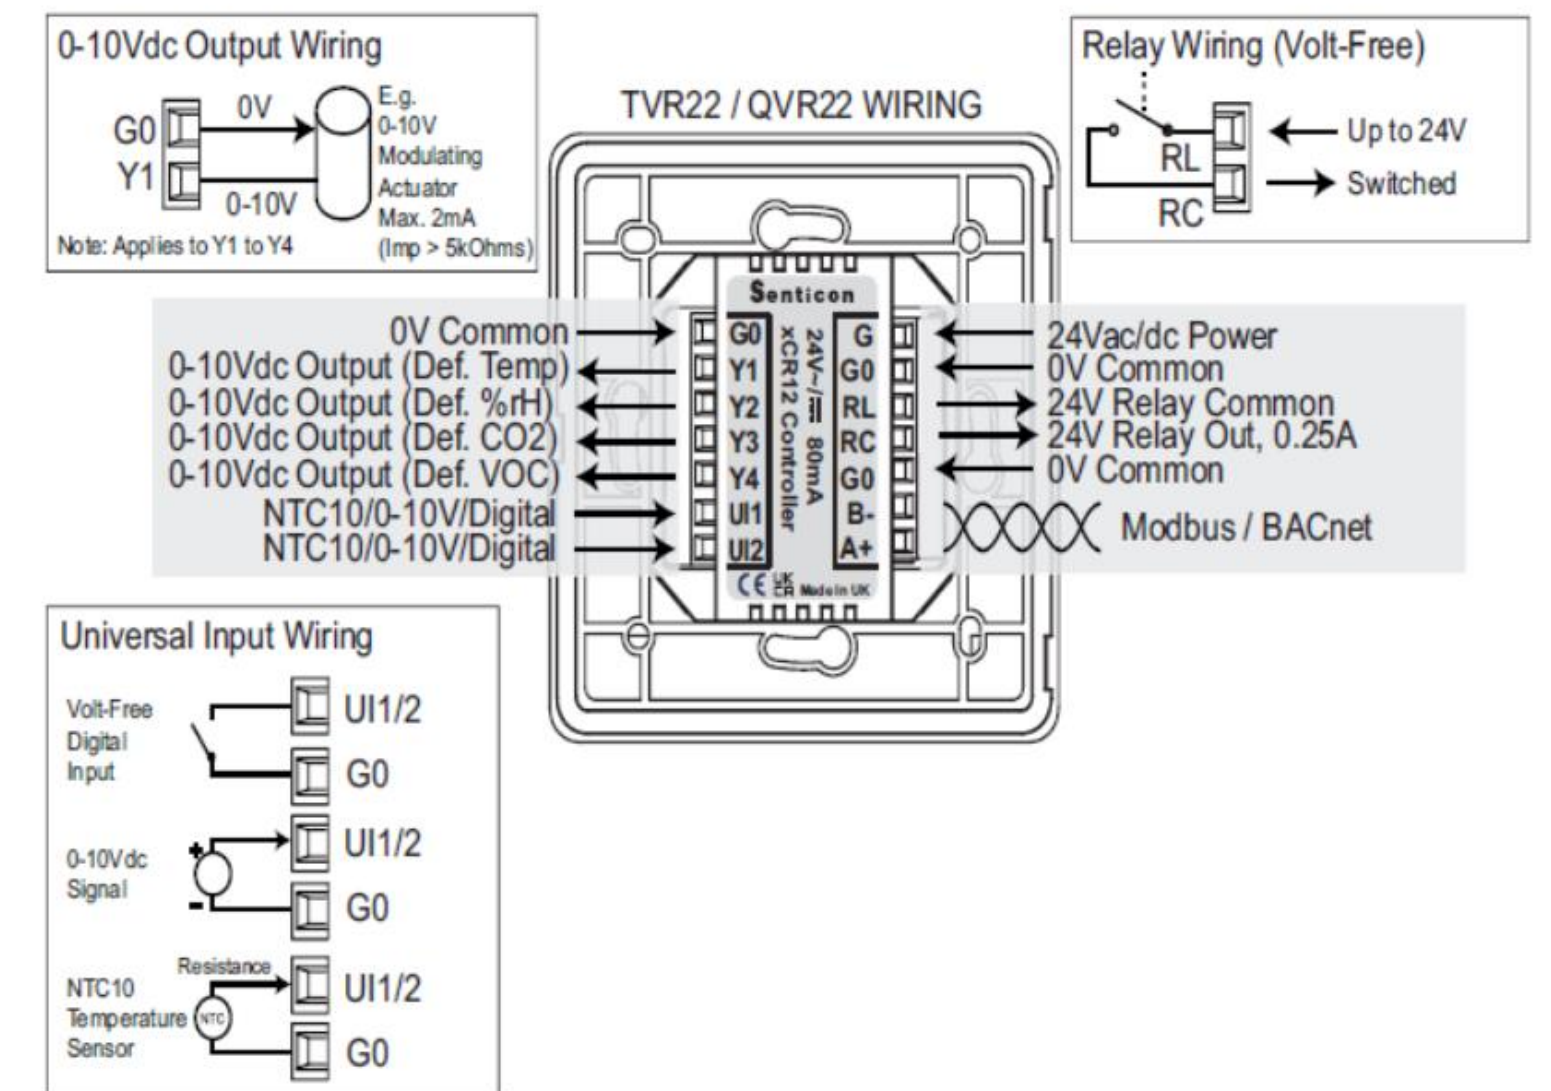 0-10Vdc Output Wiring
G0
0V
Y1
0-10V
E.g.
0-10V
Modulating
Actuator
Max. 2mA
(Imp > 5kOhms)
Note: Applies to Y1 to Y4
TVR22 / QVR22 WIRING
Relay Wiring (Volt-Free)
RL
Up to 24V
RC
Switched
0V Common
0-10Vdc Output (Def. Temp)
0-10Vdc Output (Def. %rH)
0-10Vdc Output (Def. CO2)
0-10Vdc Output (Def. VOC)
NTC10/0-10V/Digital
NTC10/0-10V/Digital
Senticon
G0
Y1
Y2
Y3
Y4
UI1
UI2
xCR12 Controller
24V~/⎓ 80mA
G
G0
RL
RC
G0
B-
A+
CE UK CA Made In UK
24Vac/dc Power
0V Common
24V Relay Common
24V Relay Out, 0.25A
0V Common
Modbus / BACnet
Universal Input Wiring
Volt-Free
Digital
Input
UI1/2
G0
0-10Vdc
Signal
+
-
UI1/2
G0
NTC10
Temperature
Sensor
Resistance
NTC
UI1/2
G0